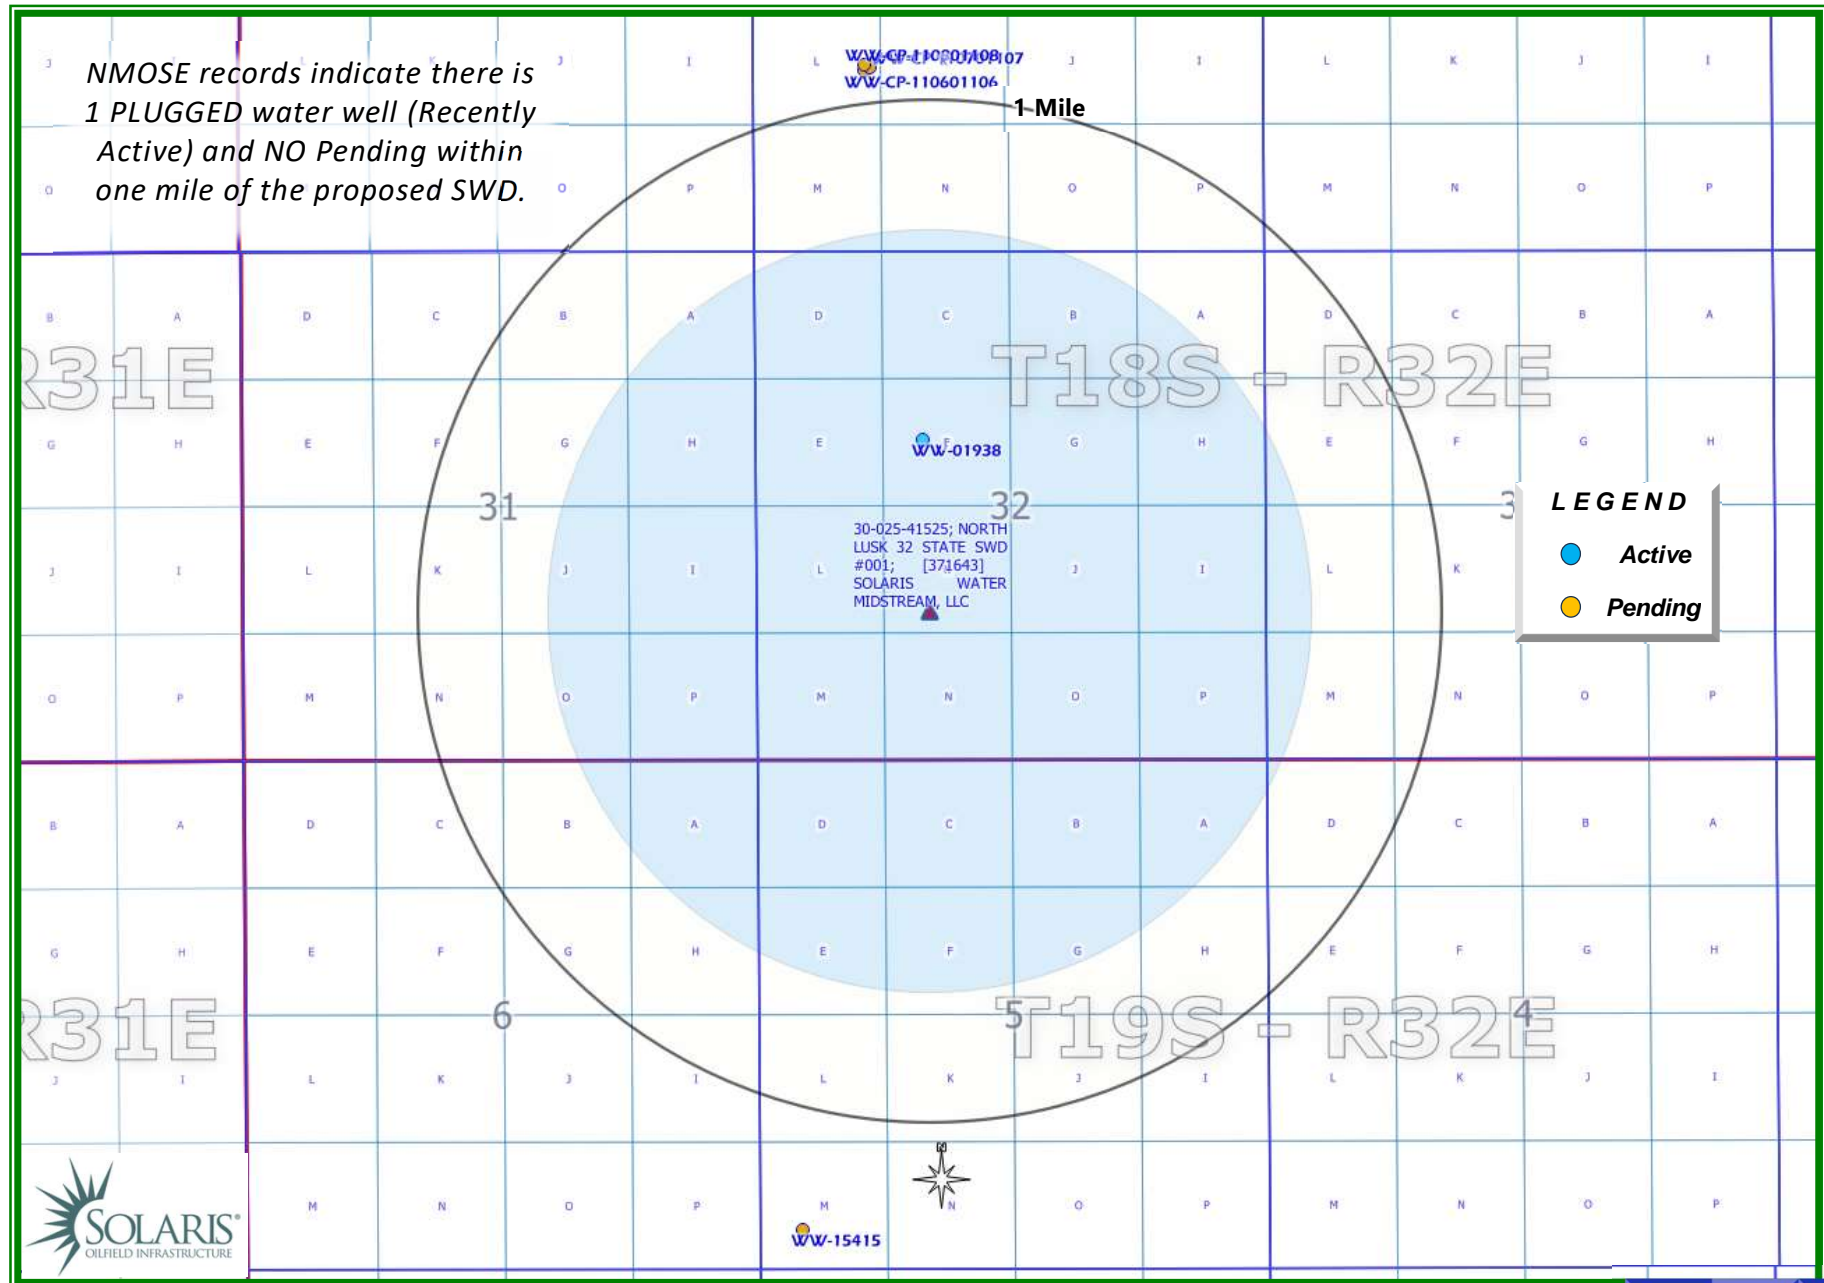 NMOSE records indicate there is
1 PLUGGED water well (Recently
Active) and NO Pending within
one mile of the proposed SWD.
J I L J I L K J I
WW-CP-110601106
1 Mile
O O P M N O P M N O P
B A D C B A D C B A D C B A
R31E
T18S - R32E
G H E F G H E F G H E F G H
WW-01938
31
32
30-025-41525; NORTH
LUSK 32 STATE SWD
#001; [371643]
SOLARIS WATER
MIDSTREAM, LLC
LEGEND
Active
Pending
J I L K J I L J I L K
O P M N O P M N O P M N O P
B A D C B A D C B A D C B A
G H E F G H E F G H E F G H
R31E
6
5
T19S - R32E
4
J I L K J I L K J I L K J I
N
M N O P M N O P M N O P
WW-15415
SOLARIS®
OILFIELD INFRASTRUCTURE